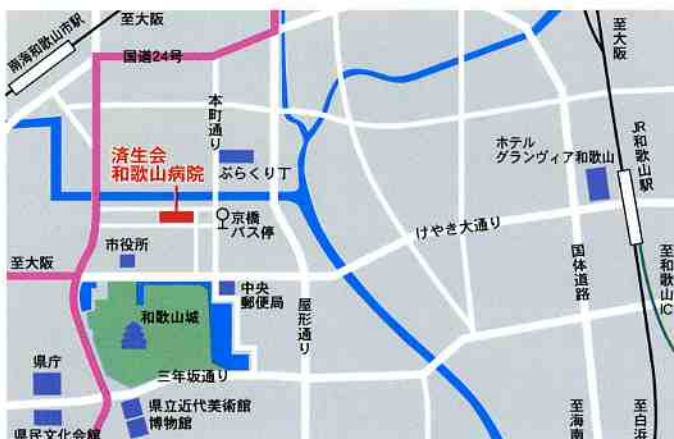 至大阪
南海和歌山市駅
国道24号
至大阪
本町通り
済生会
和歌山病院
ぶらくり丁
ホテル
グランヴィア和歌山
JR和歌山駅
京橋
バス停
けやき大通り
市役所
至大阪
国体道路
至和歌山IC
中央
郵便局
屋形通り
和歌山城
三年坂通り
県庁
県立近代美術館
博物館
県民文化会館
至海南
至白浜